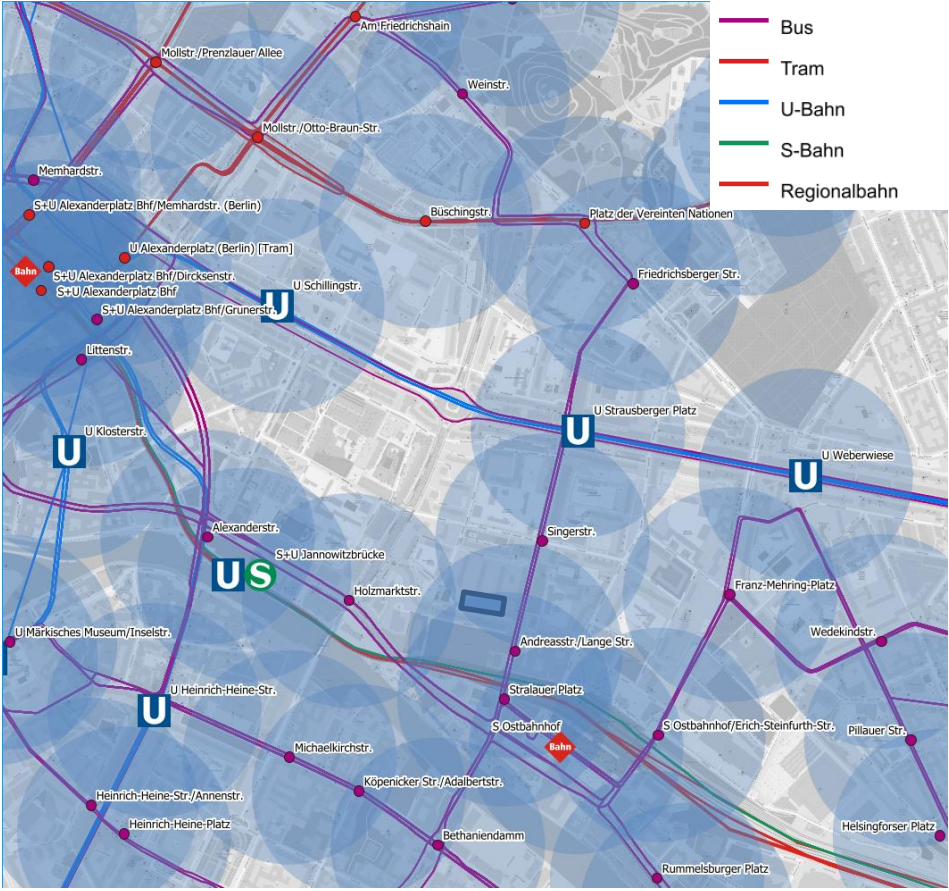 Bus
Tram
U-Bahn
S-Bahn
Regionalbahn
Am Friedrichshain
Mollstr./Prenzlauer Allee
Weinstr.
Mollstr./Otto-Braun-Str.
Memhardstr.
S+U Alexanderplatz Bhf/Memhardstr. (Berlin)
Büschingstr.
Platz der Vereinten Nationen
U Alexanderplatz (Berlin) [Tram]
Bahn
S+U Alexanderplatz Bhf/Dircksenstr.
Friedrichsberger Str.
S+U Alexanderplatz Bhf
U Schillingstr.
U
S+U Alexanderplatz Bhf/Grunerstr.
Littenstr.
U Strausberger Platz
U
U Klosterstr.
U
U Weberwiese
U
Alexanderstr.
Singerstr.
S+U Jannowitzbrücke
U S
Holzmarktstr.
Franz-Mehring-Platz
U Märkisches Museum/Inselstr.
Wedekindstr.
Andreasstr./Lange Str.
U Heinrich-Heine-Str.
U
Stralauer Platz
S Ostbahnhof
Bahn
S Ostbahnhof/Erich-Steinfurth-Str.
Pillauer Str.
Michaelkirchstr.
Köpenicker Str./Adalbertstr.
Heinrich-Heine-Str./Annenstr.
Heinrich-Heine-Platz
Helsingforser Platz
Bethaniendamm
Rummelsburger Platz